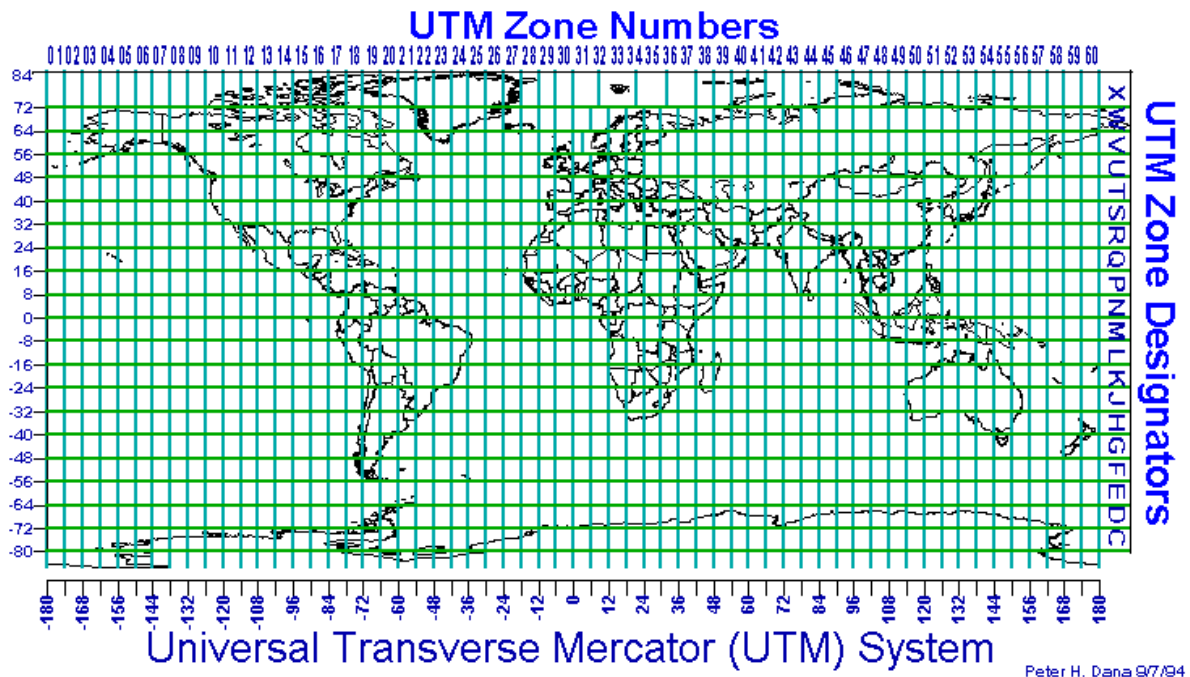 UTM Zone Numbers
01 02 03 04 05 06 07 09 10 11 12 13 14 15 16 17 18 19 20 21 22 23 24 25 26 27 28 29 30 31 32 33 34 35 36 37 38 39 40 41 42 43 44 45 46 47 48 49 50 51 52 53 54 55 56 57 58 59 60
84
72
64
56
48
40
32
24
16
8
0
-8
-16
-24
-32
-40
-48
-56
-64
-72
-80
X
W
V
U
T
S
R
Q
P
N
M
L
K
J
H
G
F
E
D
C
UTM Zone Designators
-180 -168 -156 -144 -132 -120 -108 -96 -84 -72 -60 -48 -36 -24 -12 0 12 24 36 48 60 72 84 96 108 120 132 144 156 168 180
Universal Transverse Mercator (UTM) System
Peter H. Dana 9/7/94